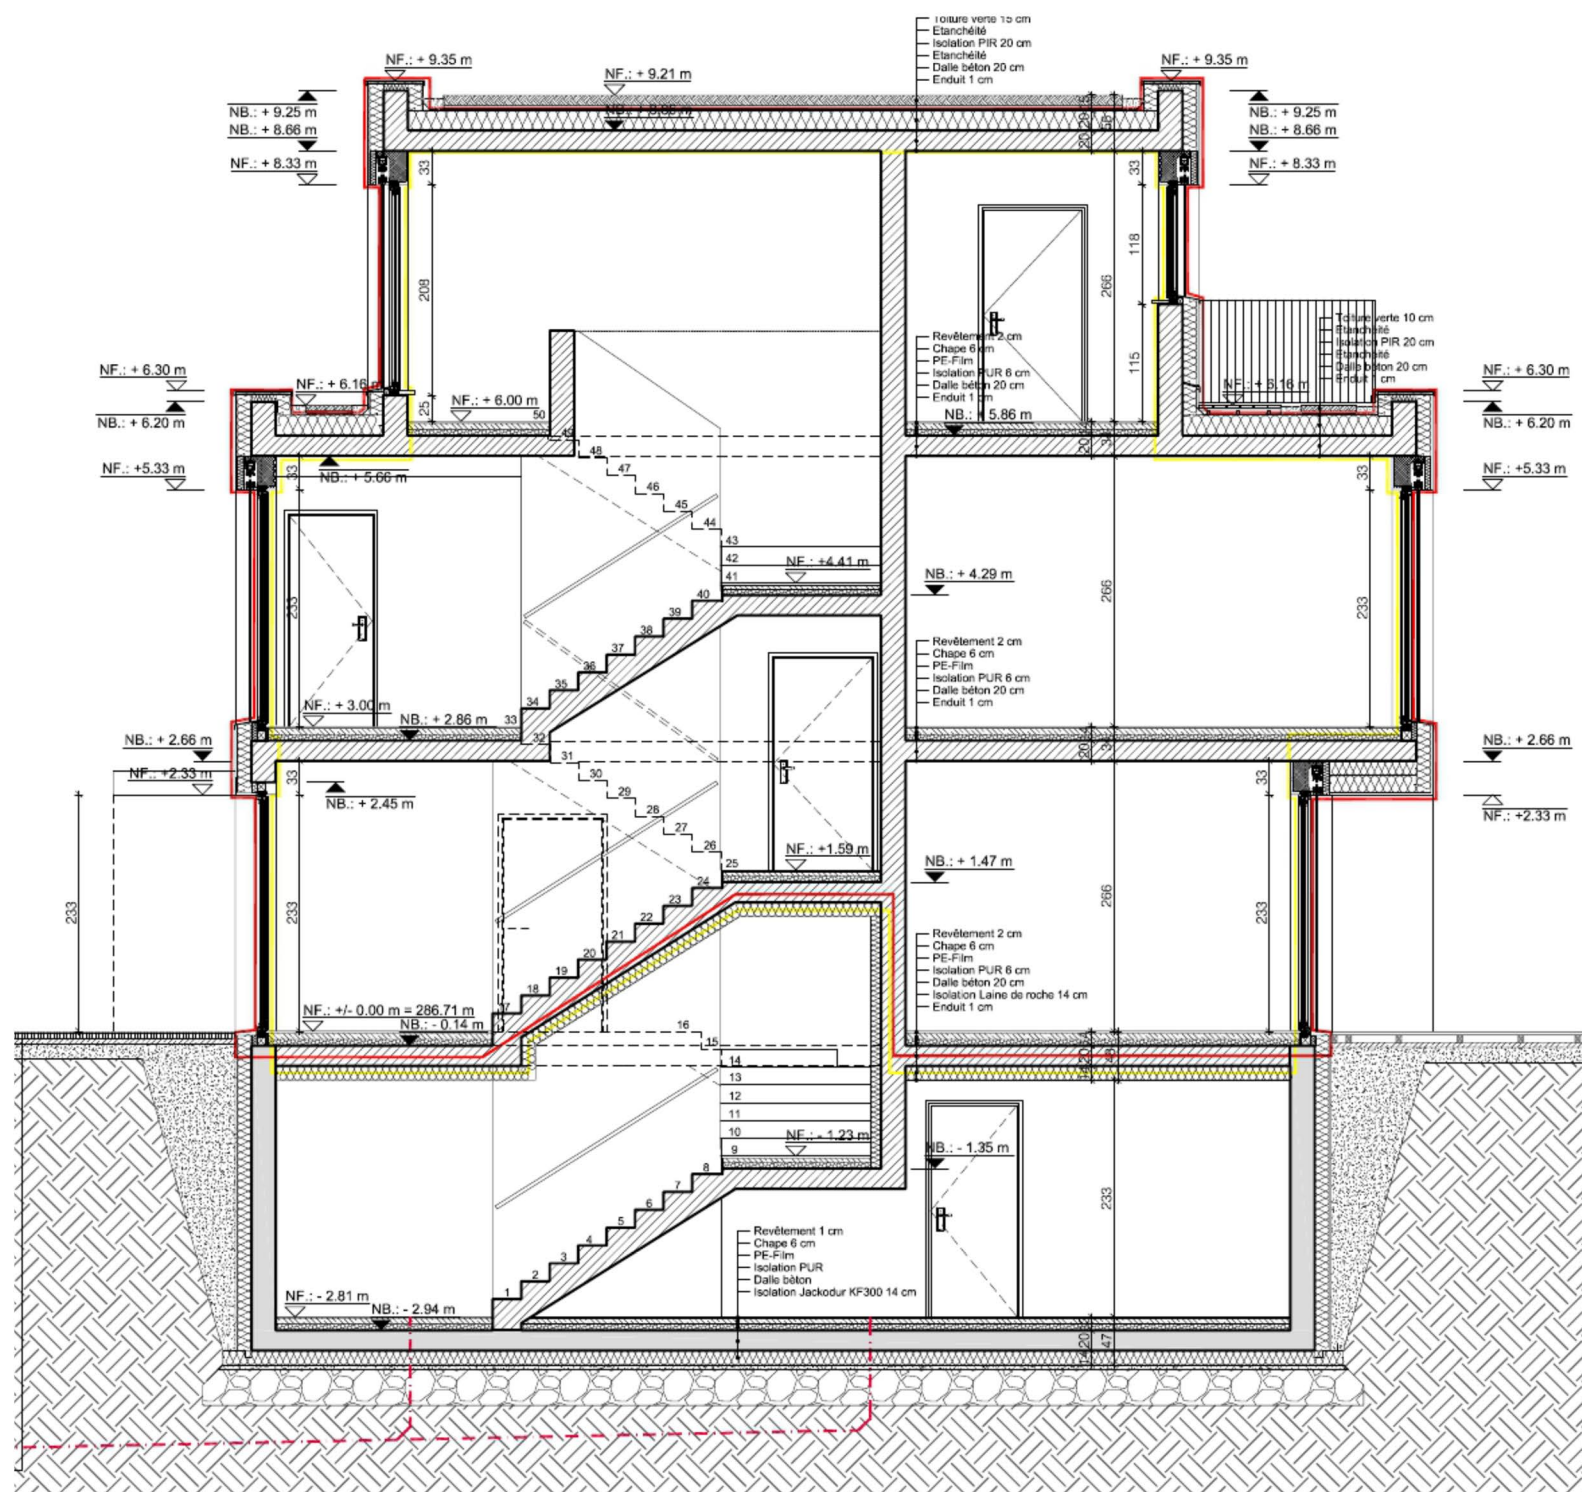 Toiture verte 15 cm
Etanchéité
Isolation PIR 20 cm
Etanchéité
Dalle béton 20 cm
Enduit 1 cm
NF.: + 9.35 m
NF.: + 9.21 m
NF.: + 9.35 m
NB.: + 9.25 m
NB.: + 8.66 m
NF.: + 8.33 m
NB.: + 9.25 m
NB.: + 8.66 m
NF.: + 8.33 m
33
208
25
20
20
15
33
118
266
115
Toiture verte 10 cm
Etanchéité
Isolation PIR 20 cm
Etanchéité
Dalle béton 20 cm
Enduit 1 cm
Revêtement 2 cm
Chape 6 cm
PE-Film
Isolation PUR 6 cm
Dalle béton 20 cm
Enduit 1 cm
NF.: + 6.30 m
NB.: + 6.20 m
NF.: +5.33 m
NF.: + 6.16 m
NF.: + 6.00 m
50
NB.: + 5.86 m
NF.: + 6.16 m
NF.: + 6.30 m
NB.: + 6.20 m
NF.: +5.33 m
NB.: + 5.66 m
49
48
47
46
45
44
43
42
41
NF.: +4.41 m
NB.: + 4.29 m
40
39
38
37
36
35
34
33
32
33
233
266
33
233
20
34
Revêtement 2 cm
Chape 6 cm
PE-Film
Isolation PUR 6 cm
Dalle béton 20 cm
Enduit 1 cm
NF.: + 3.00 m
NB.: + 2.86 m
NB.: + 2.66 m
NF.: +2.33 m
NB.: + 2.45 m
NB.: + 2.66 m
NF.: +2.33 m
31
30
29
28
27
26
25
NF.: +1.59 m
NB.: + 1.47 m
24
23
22
21
20
19
18
17
33
233
233
266
33
233
20
34
Revêtement 2 cm
Chape 6 cm
PE-Film
Isolation PUR 6 cm
Dalle béton 20 cm
Isolation Laine de roche 14 cm
Enduit 1 cm
NF.: +/- 0.00 m = 286.71 m
NB.: - 0.14 m
16
15
14
13
12
11
10
9
NF.: - 1.23 m
NB.: - 1.35 m
8
7
6
5
4
3
2
1
14
20
14
48
233
Revêtement 1 cm
Chape 6 cm
PE-Film
Isolation PUR
Dalle béton
Isolation Jackodur KF300 14 cm
NF.: - 2.81 m
NB.: - 2.94 m
14
20
47